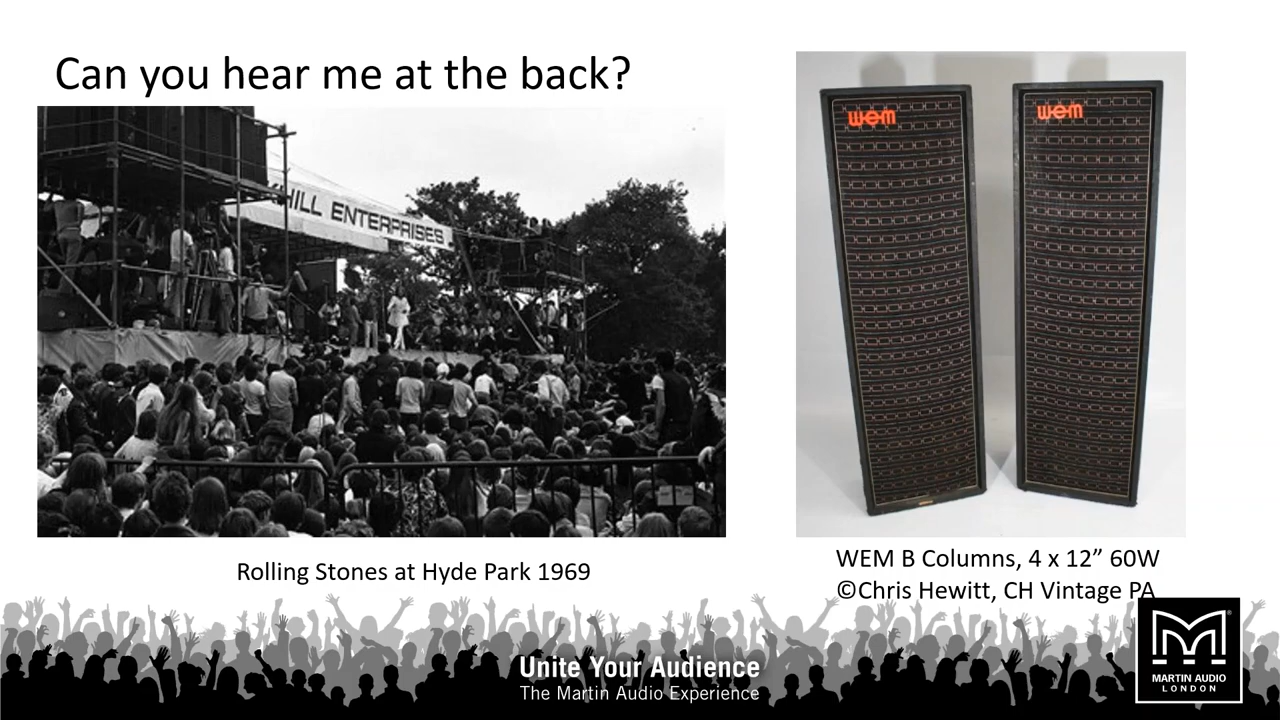 Can you hear me at the back?
HILL ENTERPRISES
wem
wem
Rolling Stones at Hyde Park 1969
WEM B Columns, 4 x 12” 60W
©Chris Hewitt, CH Vintage PA
Unite Your Audience
The Martin Audio Experience
M®
MARTIN AUDIO
LONDON